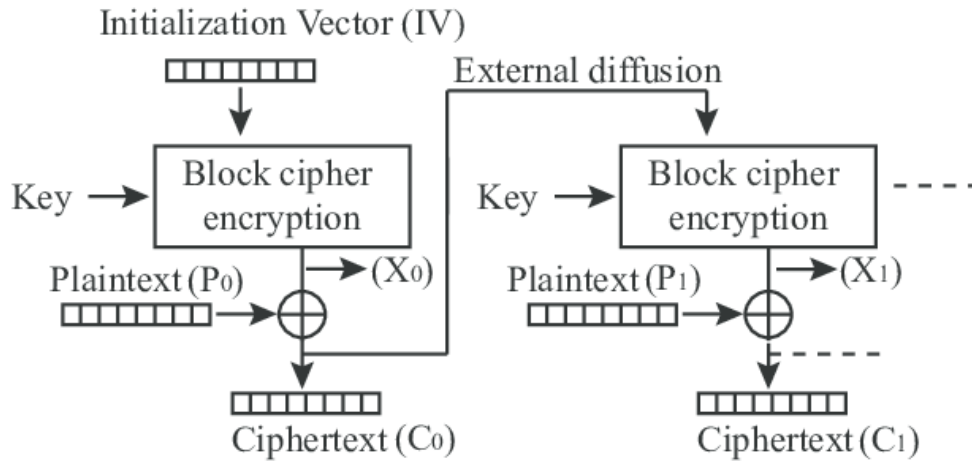 Initialization Vector (IV)
External diffusion
Key
Block cipher
encryption
Key
Block cipher
encryption
Plaintext (P0)
(X0)
Plaintext (P1)
(X1)
Ciphertext (C0)
Ciphertext (C1)